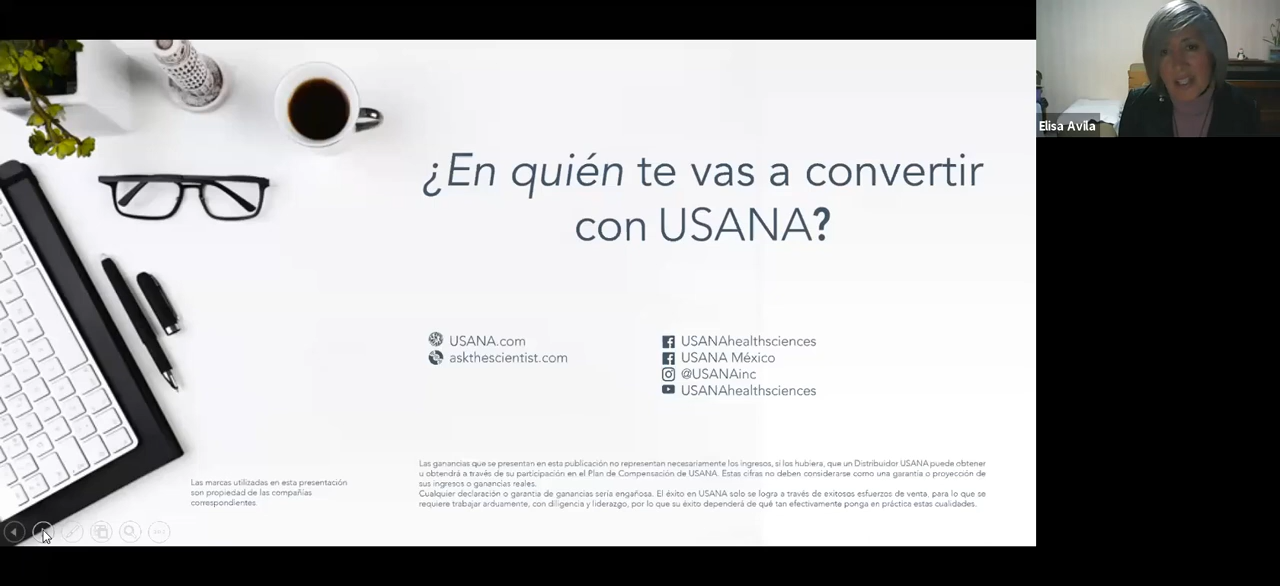 Elisa Avila
¿En quién te vas a convertir
con USANA?
USANA.com
askthescientist.com
USANAhealthsciences
USANA México
@USANAinc
USANAhealthsciences
Las marcas utilizadas en esta presentación
son propiedad de las compañías
correspondientes.
Las ganancias que se presentan en esta publicación no representan necesariamente los ingresos, si los hubiera, que un Distribuidor USANA puede obtener
u obtendrá a través de su participación en el Plan de Compensación de USANA. Estas cifras no deben considerarse como una garantía o proyección de
sus ingresos o ganancias reales.
Cualquier declaración o garantía de ganancias sería engañosa. El éxito en USANA solo se logra a través de exitosos esfuerzos de venta, para lo que se
requiere trabajar arduamente, con diligencia y liderazgo, por lo que su éxito dependerá de qué tan efectivamente ponga en práctica estas cualidades.